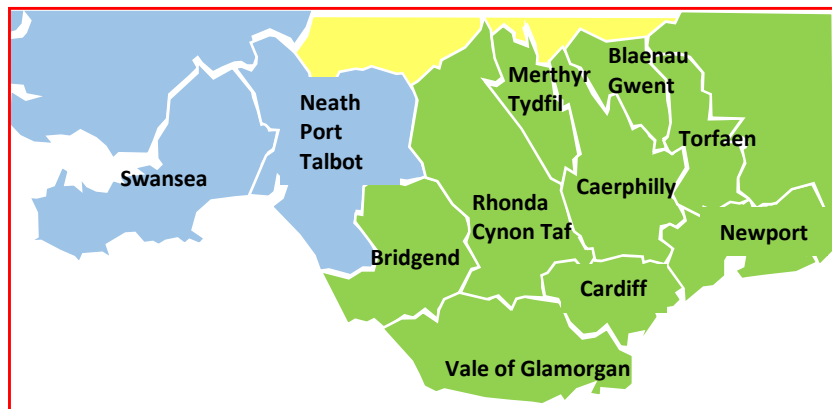 Merthyr
Tydfil
Blaenau
Gwent
Neath
Port
Talbot
Torfaen
Swansea
Caerphilly
Rhonda
Cynon Taf
Newport
Bridgend
Cardiff
Vale of Glamorgan